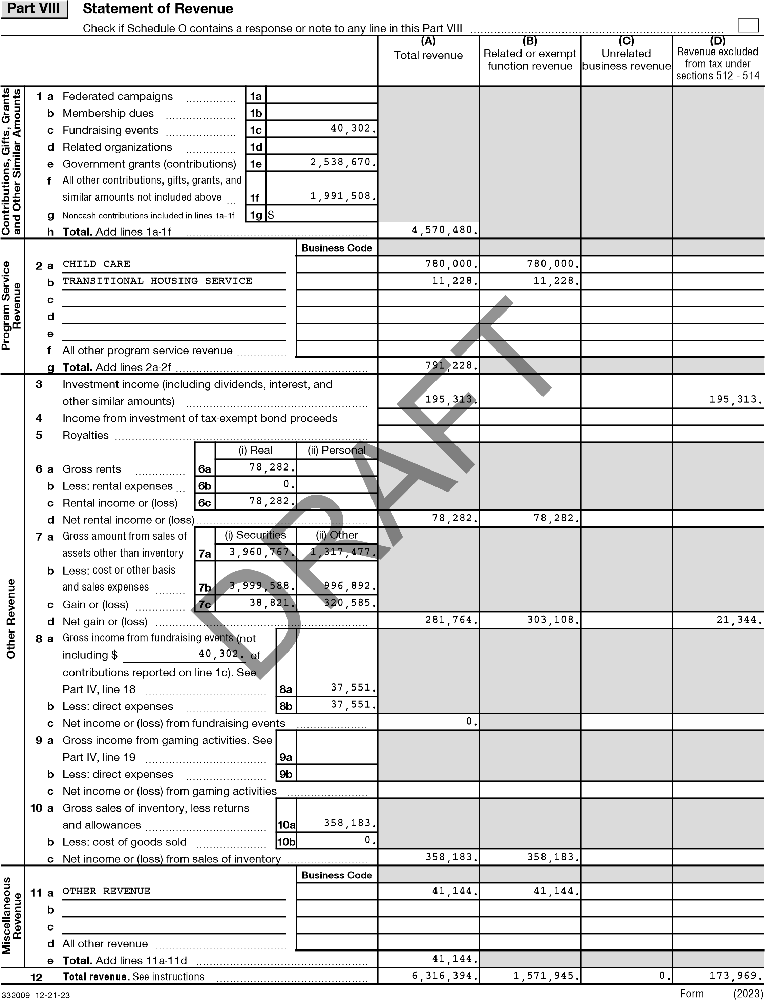 Part VIII Statement of Revenue
Check if Schedule O contains a response or note to any line in this Part VIII
(A) (B) (C) (D)
Total revenue Related or exempt function revenue Unrelated business revenue Revenue excluded from tax under sections 512 - 514
Contributions, Gifts, Grants and Other Similar Amounts
1 a Federated campaigns 1a
b Membership dues 1b
c Fundraising events 1c 40,302.
d Related organizations 1d
e Government grants (contributions) 1e 2,538,670.
f All other contributions, gifts, grants, and
similar amounts not included above 1f 1,991,508.
g Noncash contributions included in lines 1a-1f 1g $
h Total. Add lines 1a-1f 4,570,480.
Program Service Revenue
Business Code
2 a CHILD CARE 780,000. 780,000.
b TRANSITIONAL HOUSING SERVICE 11,228. 11,228.
c
d
e
f All other program service revenue
g Total. Add lines 2a-2f 791,228.
Other Revenue
3 Investment income (including dividends, interest, and
other similar amounts) 195,313. 195,313.
4 Income from investment of tax-exempt bond proceeds
5 Royalties
(i) Real (ii) Personal
6 a Gross rents 6a 78,282.
b Less: rental expenses 6b 0.
c Rental income or (loss) 6c 78,282.
d Net rental income or (loss) 78,282. 78,282.
7 a Gross amount from sales of (i) Securities (ii) Other
assets other than inventory 7a 3,960,767. 1,317,477.
b Less: cost or other basis
and sales expenses 7b 3,999,588. 996,892.
c Gain or (loss) 7c -38,821. 320,585.
d Net gain or (loss) 281,764. 303,108. -21,344.
8 a Gross income from fundraising events (not
including $ 40,302. of
contributions reported on line 1c). See
Part IV, line 18 8a 37,551.
b Less: direct expenses 8b 37,551.
c Net income or (loss) from fundraising events 0.
9 a Gross income from gaming activities. See
Part IV, line 19 9a
b Less: direct expenses 9b
c Net income or (loss) from gaming activities
10 a Gross sales of inventory, less returns
and allowances 10a 358,183.
b Less: cost of goods sold 10b 0.
c Net income or (loss) from sales of inventory 358,183. 358,183.
Miscellaneous Revenue
Business Code
11 a OTHER REVENUE 41,144. 41,144.
b
c
d All other revenue
e Total. Add lines 11a-11d 41,144.
12 Total revenue. See instructions 6,316,394. 1,571,945. 0. 173,969.
332009 12-21-23 Form (2023)
DRAFT